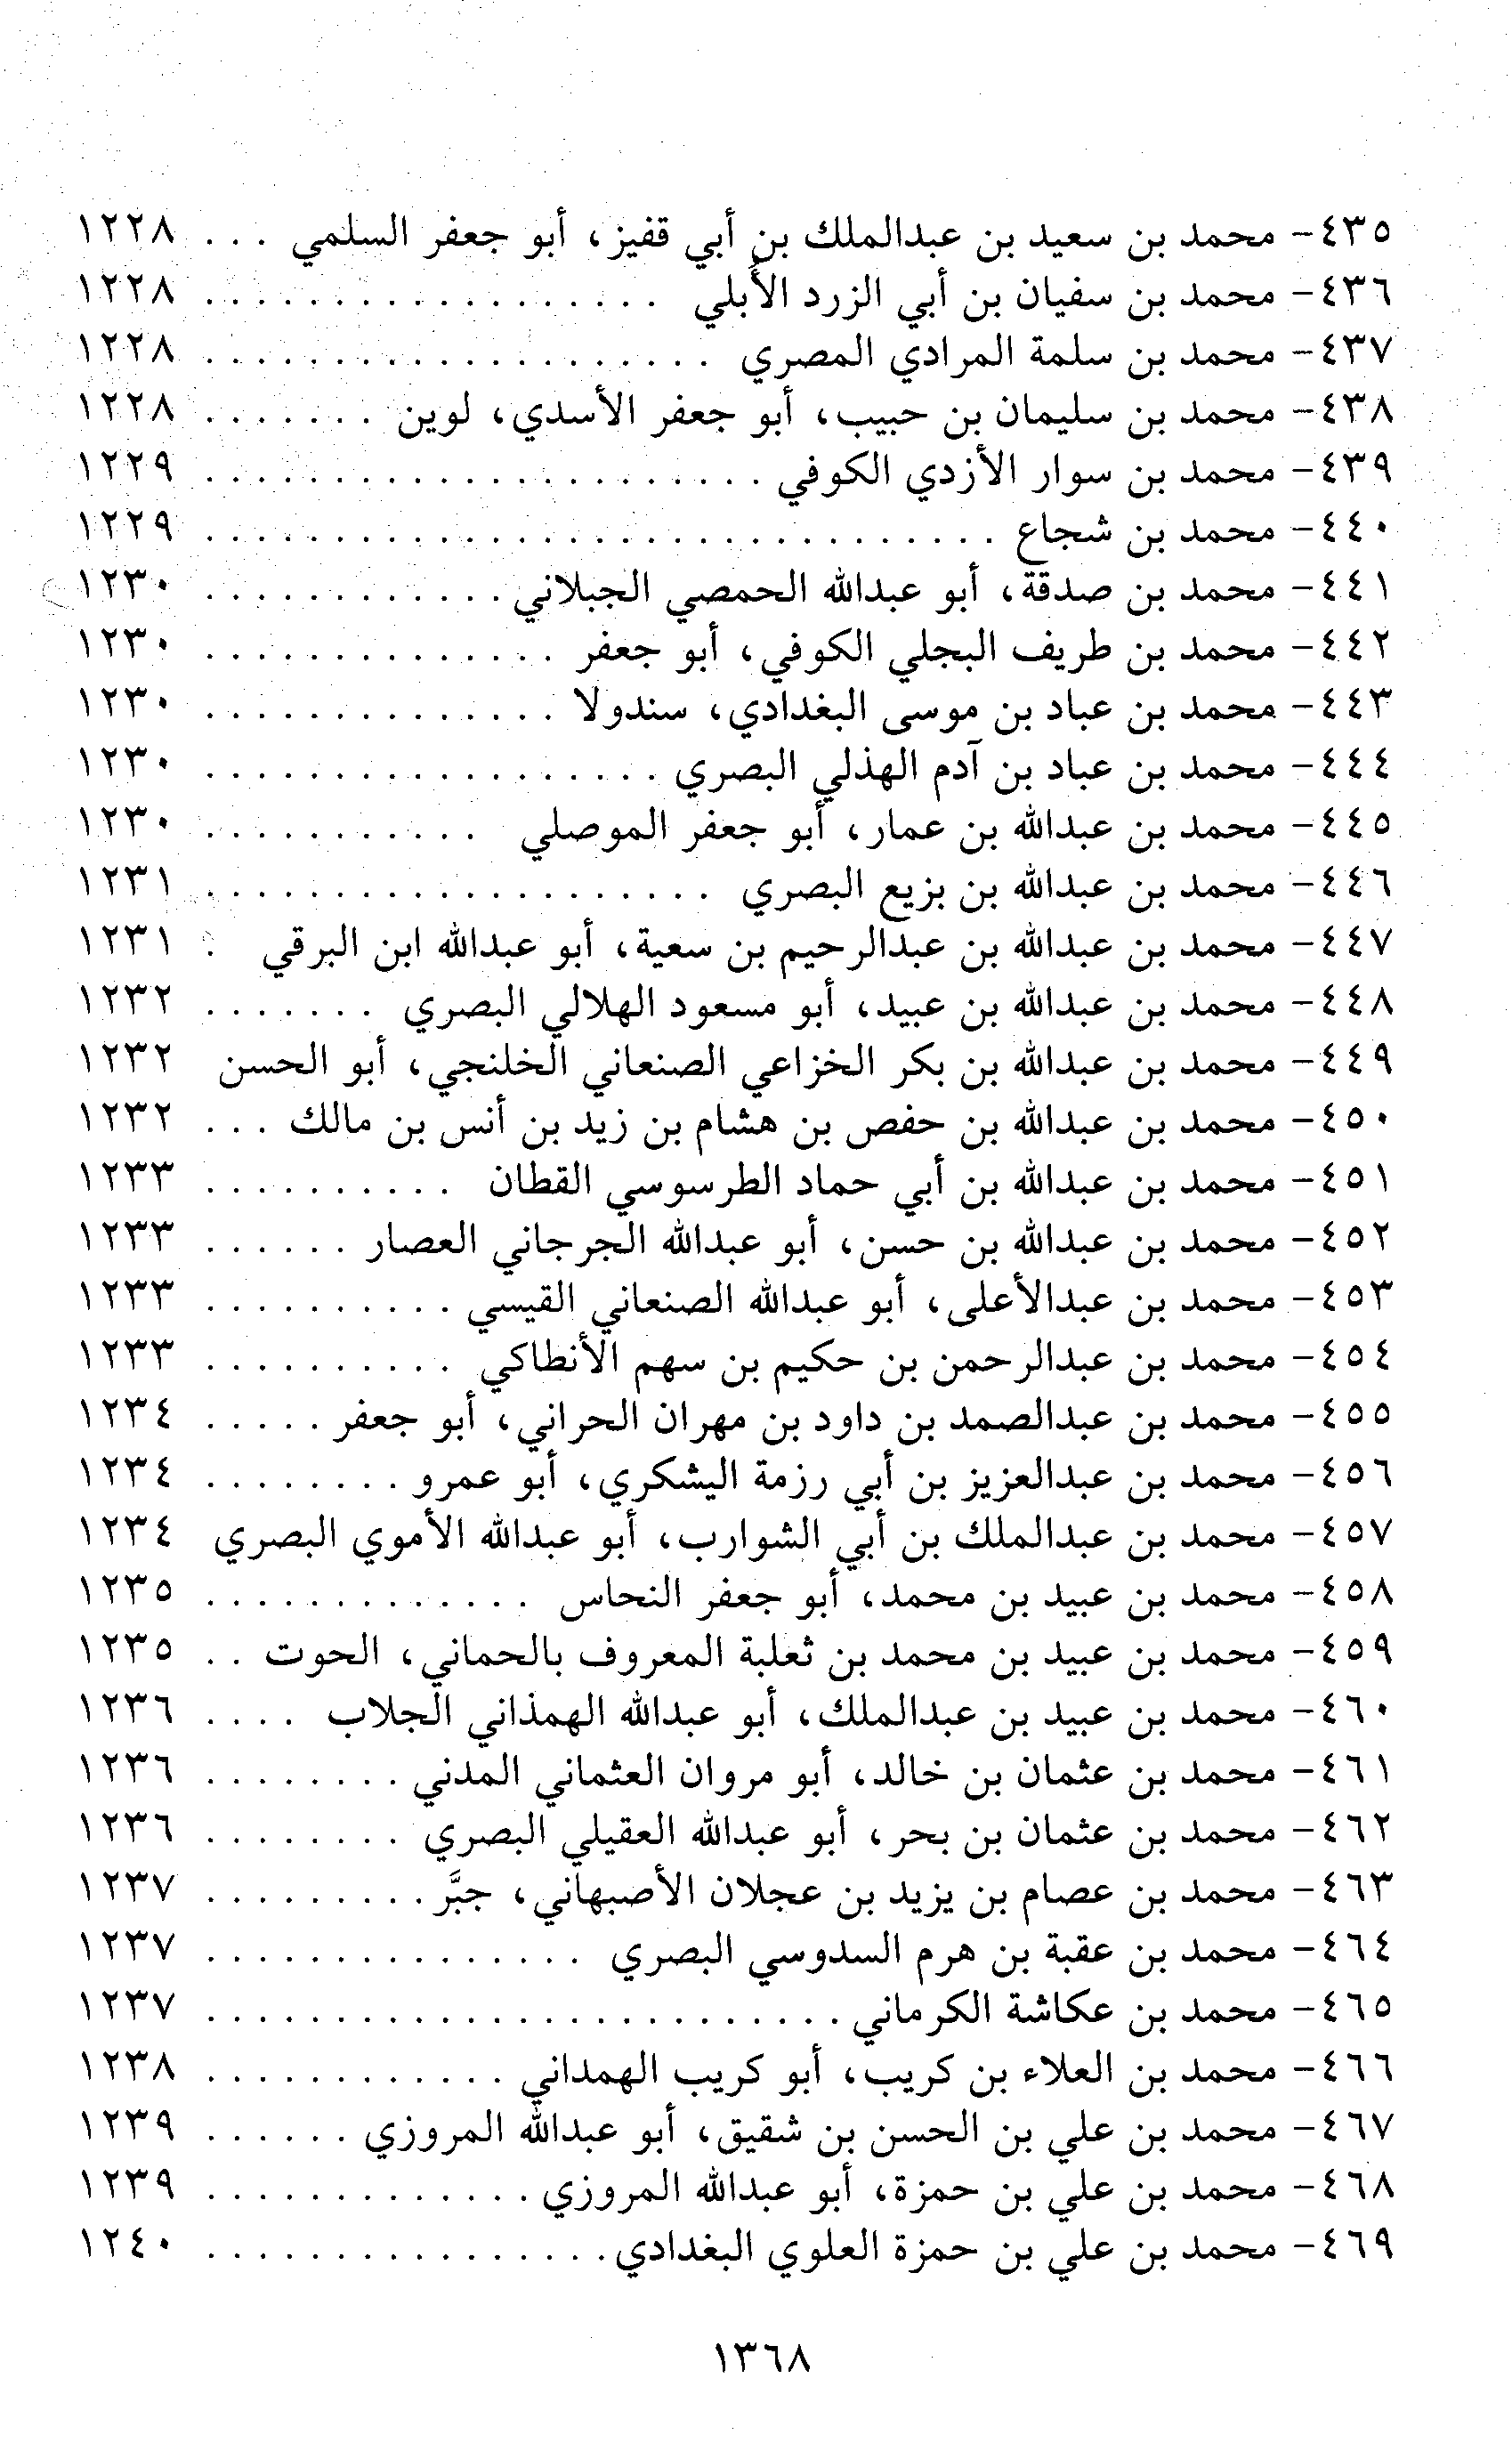 ٤٣٥- محمد بن سعيد بن عبدالملك بن أبي قفيز، أبو جعفر السلمي . . . ١٢٢٨
٤٣٦- محمد بن سفيان بن أبي الزرد الأُبلي . . . . . . . . . . . . . . . . . . ١٢٢٨
٤٣٧- محمد بن سلمة المرادي المصري . . . . . . . . . . . . . . . . . . . . ١٢٢٨
٤٣٨- محمد بن سليمان بن حبيب، أبو جعفر الأسدي، لوين . . . . . . . ١٢٢٨
٤٣٩- محمد بن سوار الأزدي الكوفي . . . . . . . . . . . . . . . . . . . . . . ١٢٢٩
٤٤٠- محمد بن شجاع . . . . . . . . . . . . . . . . . . . . . . . . . . . . . . . ١٢٢٩
٤٤١- محمد بن صدقة، أبو عبدالله الحمصي الجبلاني . . . . . . . . . . . . ١٢٣٠
٤٤٢- محمد بن طريف البجلي الكوفي، أبو جعفر . . . . . . . . . . . . . . ١٢٣٠
٤٤٣- محمد بن عباد بن موسى البغدادي، سندولا . . . . . . . . . . . . . . ١٢٣٠
٤٤٤- محمد بن عباد بن آدم الهذلي البصري . . . . . . . . . . . . . . . . . . ١٢٣٠
٤٤٥- محمد بن عبدالله بن عمار، أبو جعفر الموصلي . . . . . . . . . . . ١٢٣٠
٤٤٦- محمد بن عبدالله بن بزيع البصري . . . . . . . . . . . . . . . . . . . . ١٢٣١
٤٤٧- محمد بن عبدالله بن عبدالرحيم بن سعية، أبو عبدالله ابن البرقي . ١٢٣١
٤٤٨- محمد بن عبدالله بن عبيد، أبو مسعود الهلالي البصري . . . . . . . ١٢٣٢
٤٤٩- محمد بن عبدالله بن بكر الخزاعي الصنعاني الخلنجي، أبو الحسن ١٢٣٢
٤٥٠- محمد بن عبدالله بن حفص بن هشام بن زيد بن أنس بن مالك . . . ١٢٣٢
٤٥١- محمد بن عبدالله بن أبي حماد الطرسوسي القطان . . . . . . . . . . ١٢٣٣
٤٥٢- محمد بن عبدالله بن حسن، أبو عبدالله الجرجاني العصار . . . . . . ١٢٣٣
٤٥٣- محمد بن عبدالأعلى، أبو عبدالله الصنعاني القيسي . . . . . . . . . . ١٢٣٣
٤٥٤- محمد بن عبدالرحمن بن حكيم بن سهم الأنطاكي . . . . . . . . . . ١٢٣٣
٤٥٥- محمد بن عبدالصمد بن داود بن مهران الحراني، أبو جعفر . . . . . ١٢٣٤
٤٥٦- محمد بن عبدالعزيز بن أبي رزمة اليشكري، أبو عمرو . . . . . . . . ١٢٣٤
٤٥٧- محمد بن عبدالملك بن أبي الشوارب، أبو عبدالله الأموي البصري ١٢٣٤
٤٥٨- محمد بن عبيد بن محمد، أبو جعفر النحاس . . . . . . . . . . . . . ١٢٣٥
٤٥٩- محمد بن عبيد بن محمد بن ثعلبة المعروف بالحماني، الحوت . . ١٢٣٥
٤٦٠- محمد بن عبيد بن عبدالملك، أبو عبدالله الهمذاني الجلاب . . . . ١٢٣٦
٤٦١- محمد بن عثمان بن خالد، أبو مروان العثماني المدني . . . . . . . . ١٢٣٦
٤٦٢- محمد بن عثمان بن بحر، أبو عبدالله العقيلي البصري . . . . . . . . ١٢٣٦
٤٦٣- محمد بن عصام بن يزيد بن عجلان الأصبهاني، جبَّر . . . . . . . . . ١٢٣٧
٤٦٤- محمد بن عقبة بن هرم السدوسي البصري . . . . . . . . . . . . . . . ١٢٣٧
٤٦٥- محمد بن عكاشة الكرماني . . . . . . . . . . . . . . . . . . . . . . . . . ١٢٣٧
٤٦٦- محمد بن العلاء بن كريب، أبو كريب الهمداني . . . . . . . . . . . . ١٢٣٨
٤٦٧- محمد بن علي بن الحسن بن شقيق، أبو عبدالله المروزي . . . . . . ١٢٣٩
٤٦٨- محمد بن علي بن حمزة، أبو عبدالله المروزي . . . . . . . . . . . . . ١٢٣٩
٤٦٩- محمد بن علي بن حمزة العلوي البغدادي . . . . . . . . . . . . . . . . ١٢٤٠
١٣٦٨